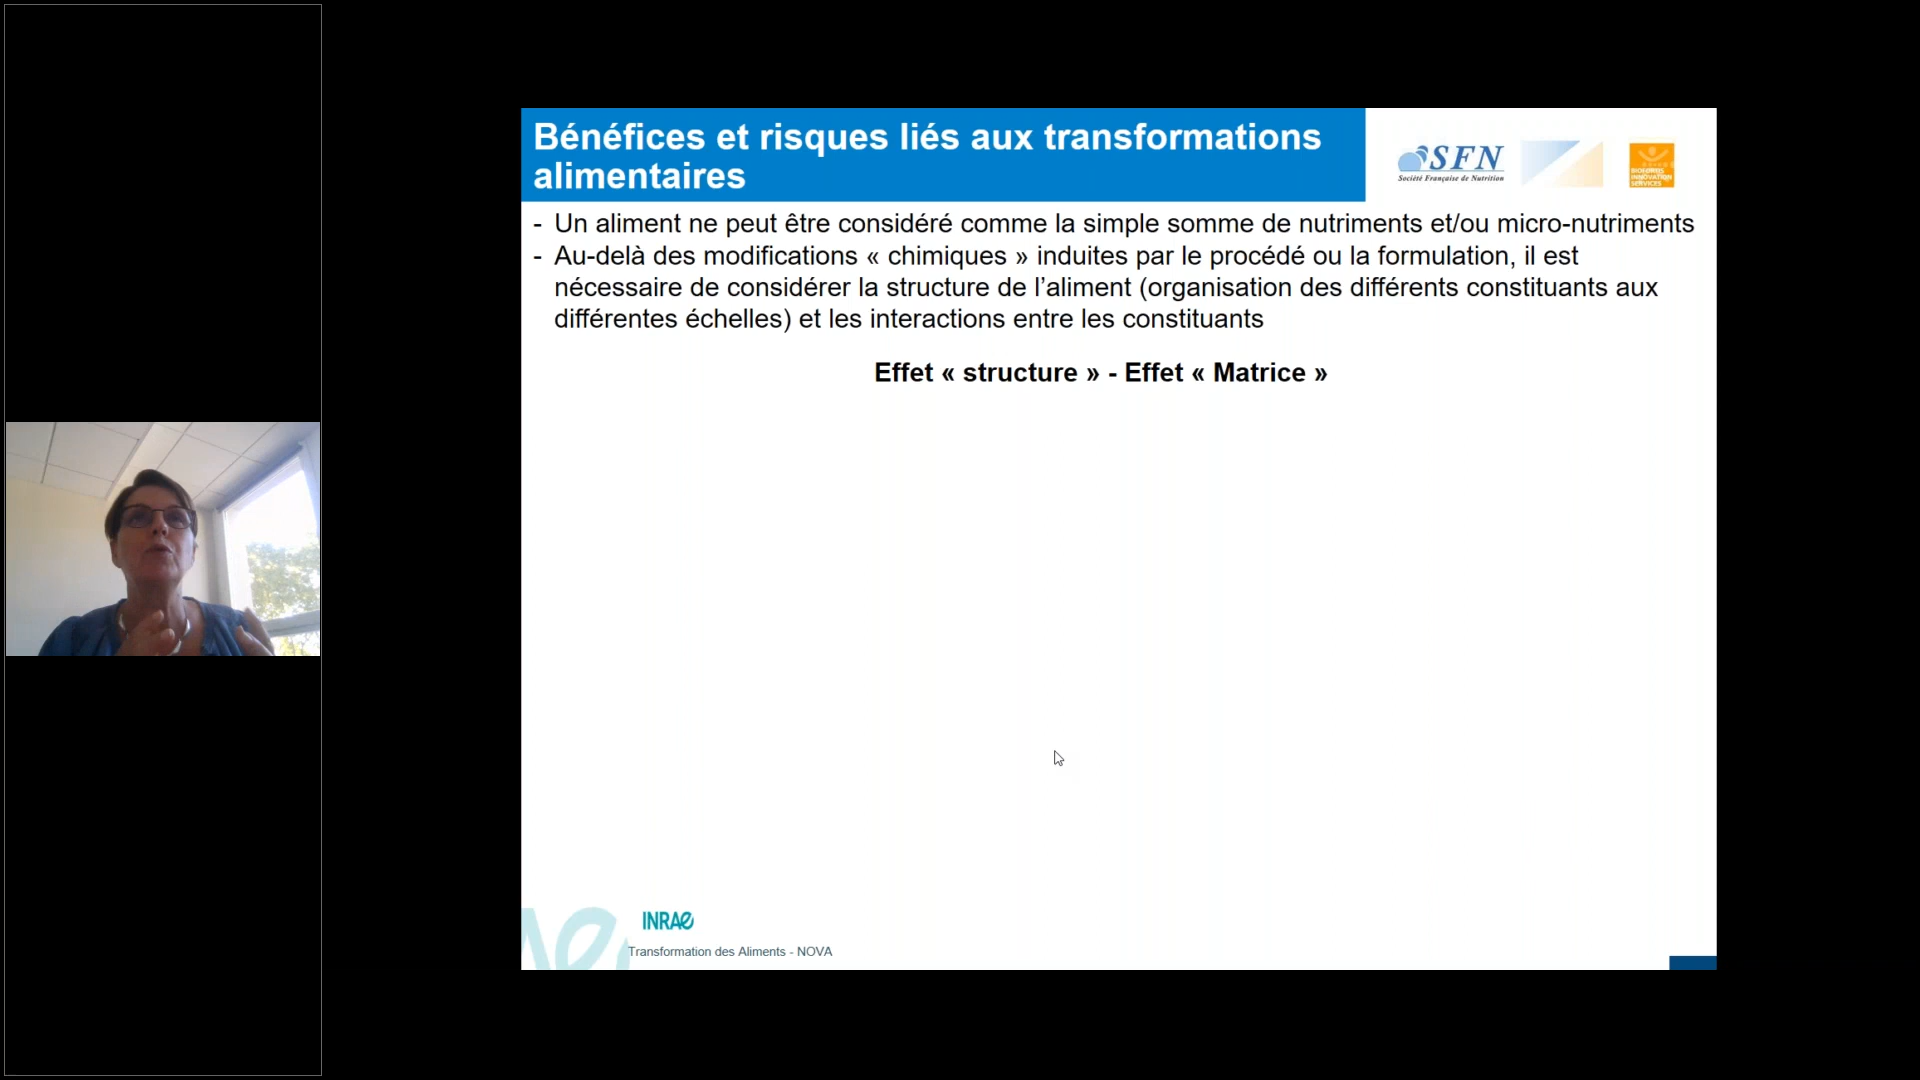 Bénéfices et risques liés aux transformations
alimentaires
SFN
Société Française de Nutrition
BIOFORTIS
INNOVATION
SERVICES
- Un aliment ne peut être considéré comme la simple somme de nutriments et/ou micro-nutriments
- Au-delà des modifications « chimiques » induites par le procédé ou la formulation, il est
nécessaire de considérer la structure de l’aliment (organisation des différents constituants aux
différentes échelles) et les interactions entre les constituants
Effet « structure » - Effet « Matrice »
INRAE
Transformation des Aliments - NOVA